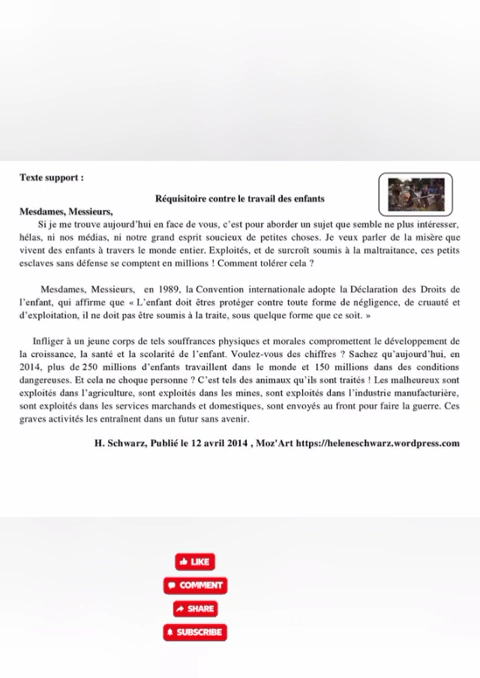 Texte support :
Réquisitoire contre le travail des enfants
Mesdames, Messieurs,
Si je me trouve aujourd'hui en face de vous, c'est pour aborder un sujet que semble ne plus intéresser,
hélas, ni nos médias, ni notre grand esprit soucieux de petites choses. Je veux parler de la misère que
vivent des enfants à travers le monde entier. Exploités, et de surcroît soumis à la maltraitance, ces petits
esclaves sans défense se comptent en millions ! Comment tolérer cela ?
Mesdames, Messieurs, en 1989, la Convention internationale adopte la Déclaration des Droits de
l'enfant, qui affirme que « L'enfant doit êtres protéger contre toute forme de négligence, de cruauté et
d'exploitation, il ne doit pas être soumis à la traite, sous quelque forme que ce soit. »
Infliger à un jeune corps de tels souffrances physiques et morales compromettent le développement de
la croissance, la santé et la scolarité de l'enfant. Voulez-vous des chiffres ? Sachez qu'aujourd'hui, en
2014, plus de 250 millions d'enfants travaillent dans le monde et 150 millions dans des conditions
dangereuses. Et cela ne choque personne ? C'est tels des animaux qu'ils sont traités ! Les malheureux sont
exploités dans l'agriculture, sont exploités dans les mines, sont exploités dans l'industrie manufacturière,
sont exploités dans les services marchands et domestiques, sont envoyés au front pour faire la guerre. Ces
graves activités les entraînent dans un futur sans avenir.
H. Schwarz, Publié le 12 avril 2014 , Moz'Art https://heleneschwarz.wordpress.com
LIKE
COMMENT
SHARE
SUBSCRIBE